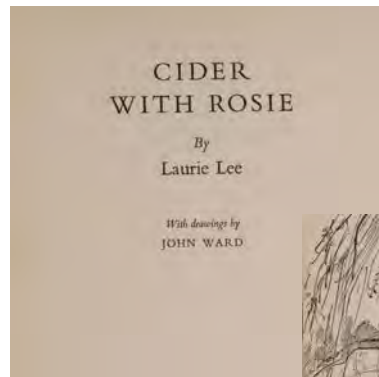 CIDER
WITH ROSIE
By
Laurie Lee
With drawings by
JOHN WARD